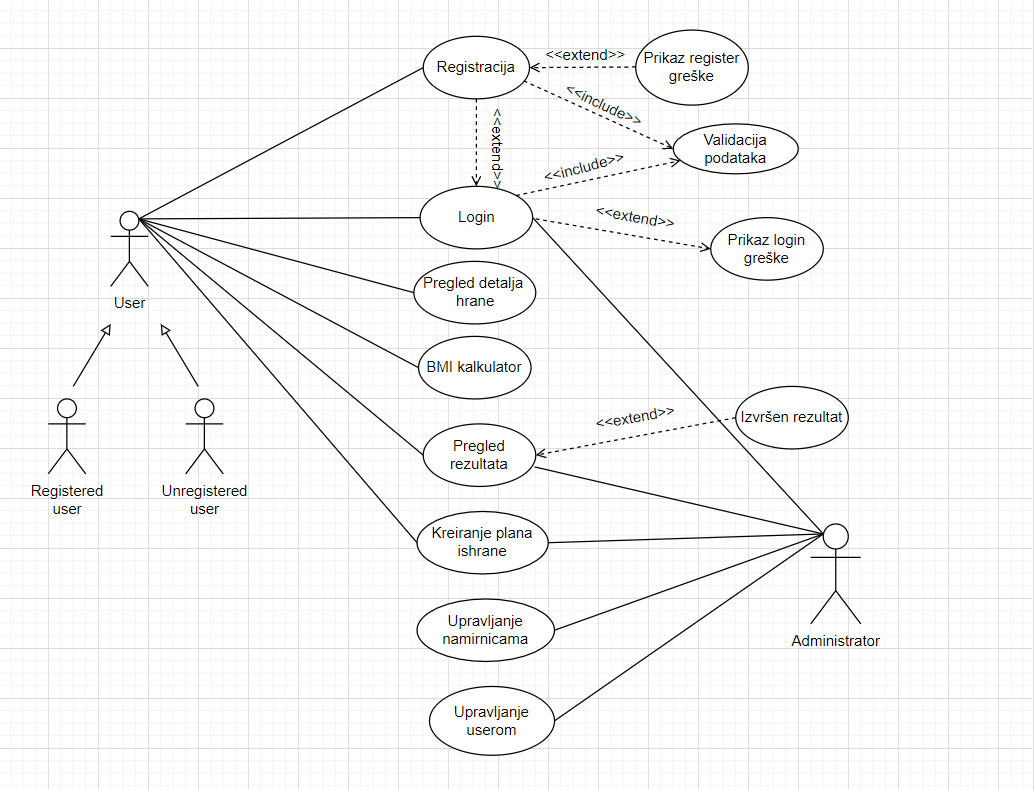 <<extend>>
Prikaz register
greške
Registracija
<<include>>
<<extend>>
Validacija
podataka
<<include>>
Login
<<extend>>
Prikaz login
greške
User
Pregled detalja
hrane
BMI kalkulator
<<extend>>
Izvršen rezultat
Pregled
rezultata
Registered
user
Unregistered
user
Kreiranje plana
ishrane
Upravljanje
namirnicama
Administrator
Upravljanje
userom